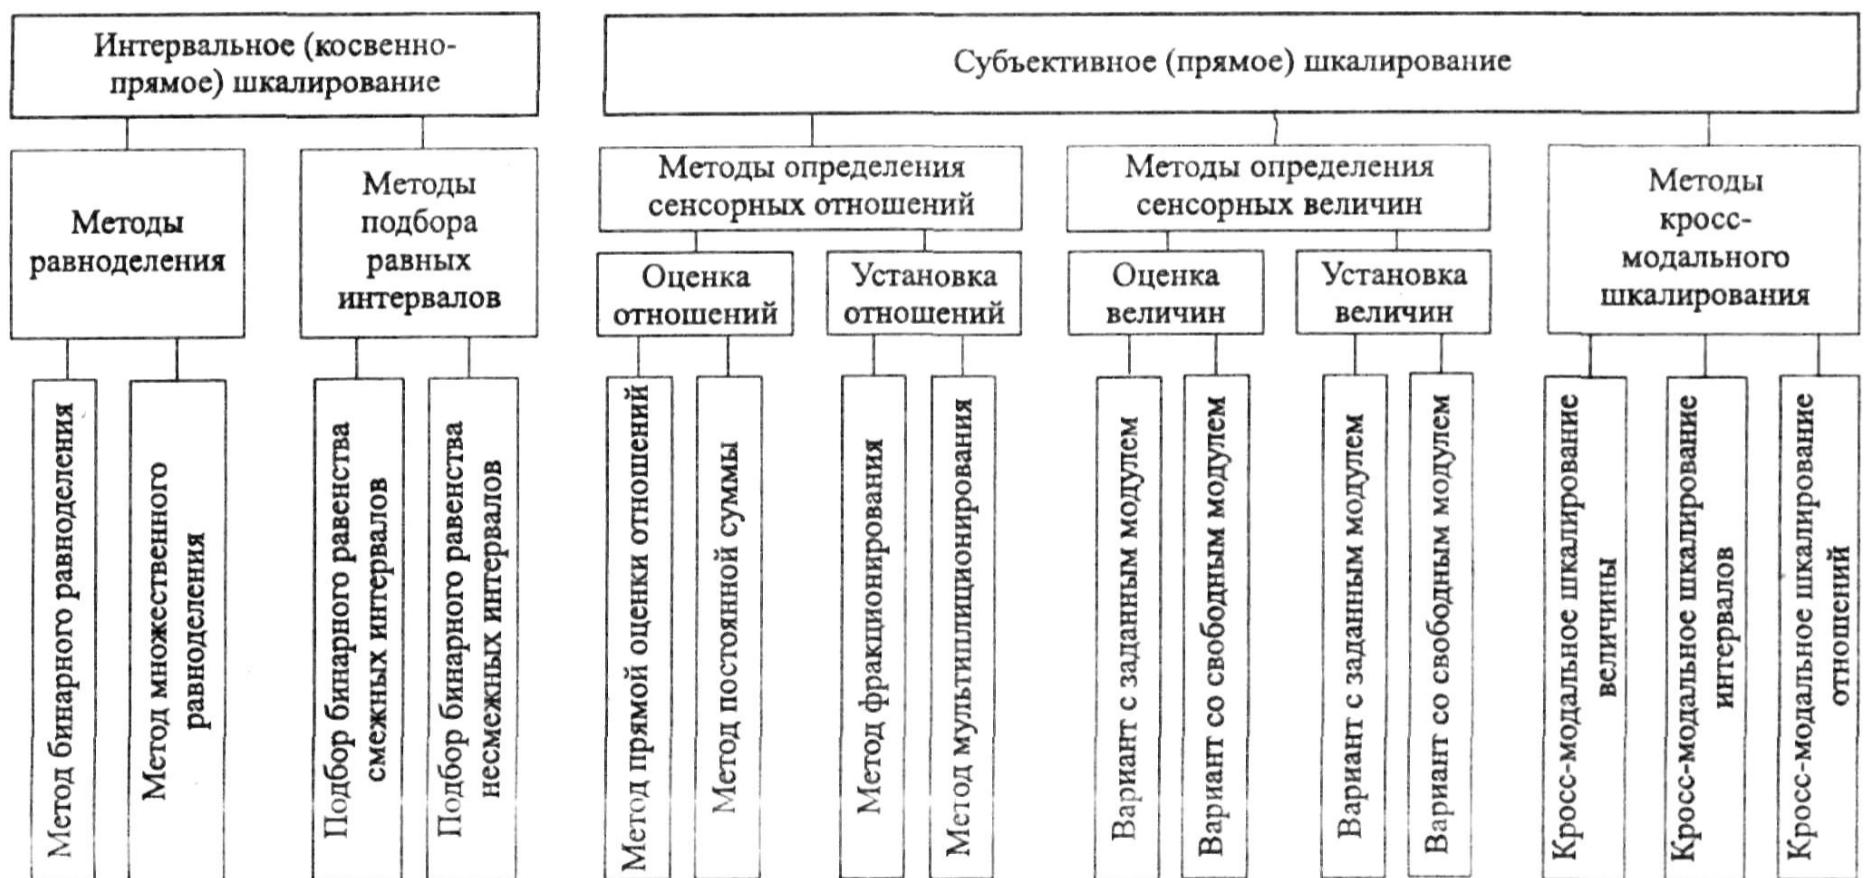 Интервальное (косвенно-
прямое) шкалирование
Субъективное (прямое) шкалирование
Методы
равноделения
Методы
подбора
равных
интервалов
Методы определения
сенсорных отношений
Методы определения
сенсорных величин
Методы
кросс-
модального
шкалирования
Оценка
отношений
Установка
отношений
Оценка
величин
Установка
величин
Метод бинарного равноделения
Метод множественного
равноделения
Подбор бинарного равенства
смежных интервалов
Подбор бинарного равенства
несмежных интервалов
Метод прямой оценки отношений
Метод постоянной суммы
Метод фракционирования
Метод мультиплиционирования
Вариант с заданным модулем
Вариант со свободным модулем
Вариант с заданным модулем
Вариант со свободным модулем
Кросс-модальное шкалирование
величины
Кросс-модальное шкалирование
интервалов
Кросс-модальное шкалирование
отношений